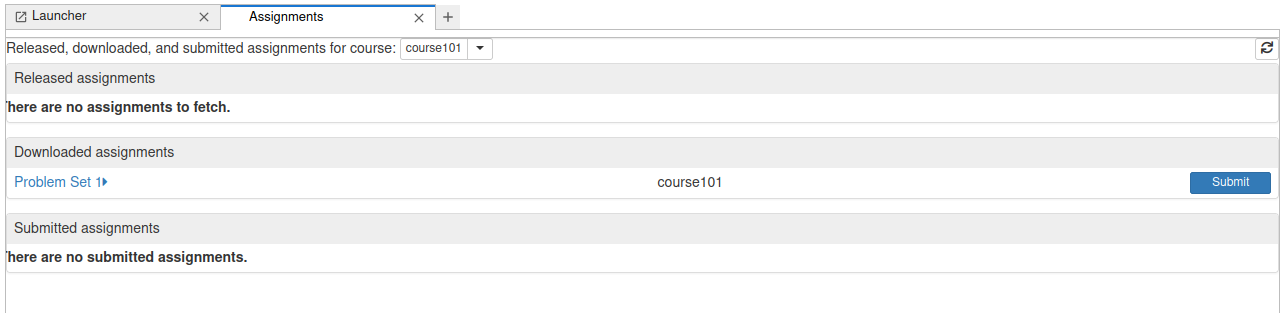 Launcher
Assignments
Released, downloaded, and submitted assignments for course: course101
Released assignments
here are no assignments to fetch.
Downloaded assignments
Problem Set 1 course101 Submit
Submitted assignments
here are no submitted assignments.